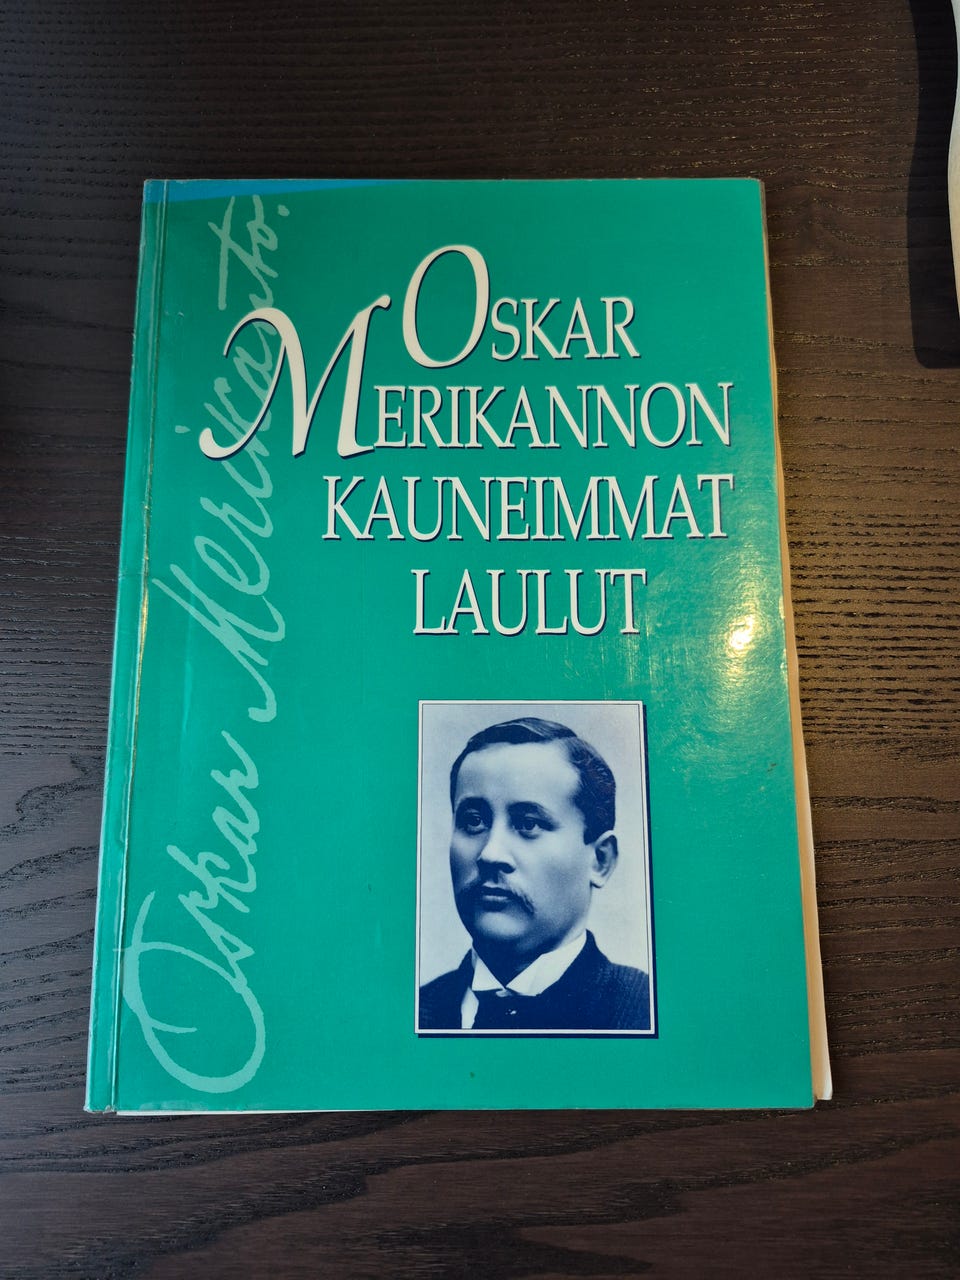 OSKAR
MERIKANNON
KAUNEIMMAT
LAULUT
Oskar Merikanto.